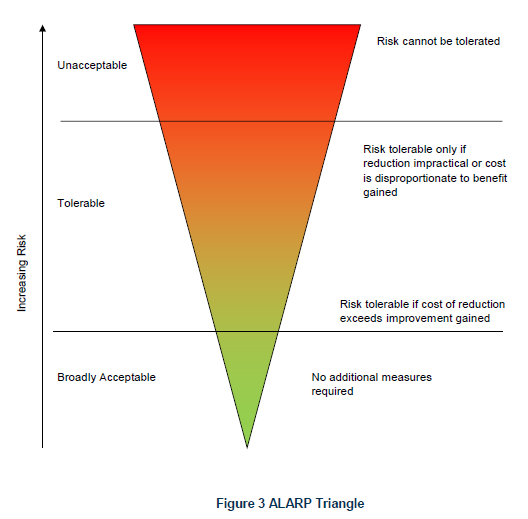 Risk cannot be tolerated
Unacceptable
Risk tolerable only if
reduction impractical or cost
is disproportionate to benefit
gained
Tolerable
Increasing Risk
Risk tolerable if cost of reduction
exceeds improvement gained
Broadly Acceptable
No additional measures
required
Figure 3 ALARP Triangle